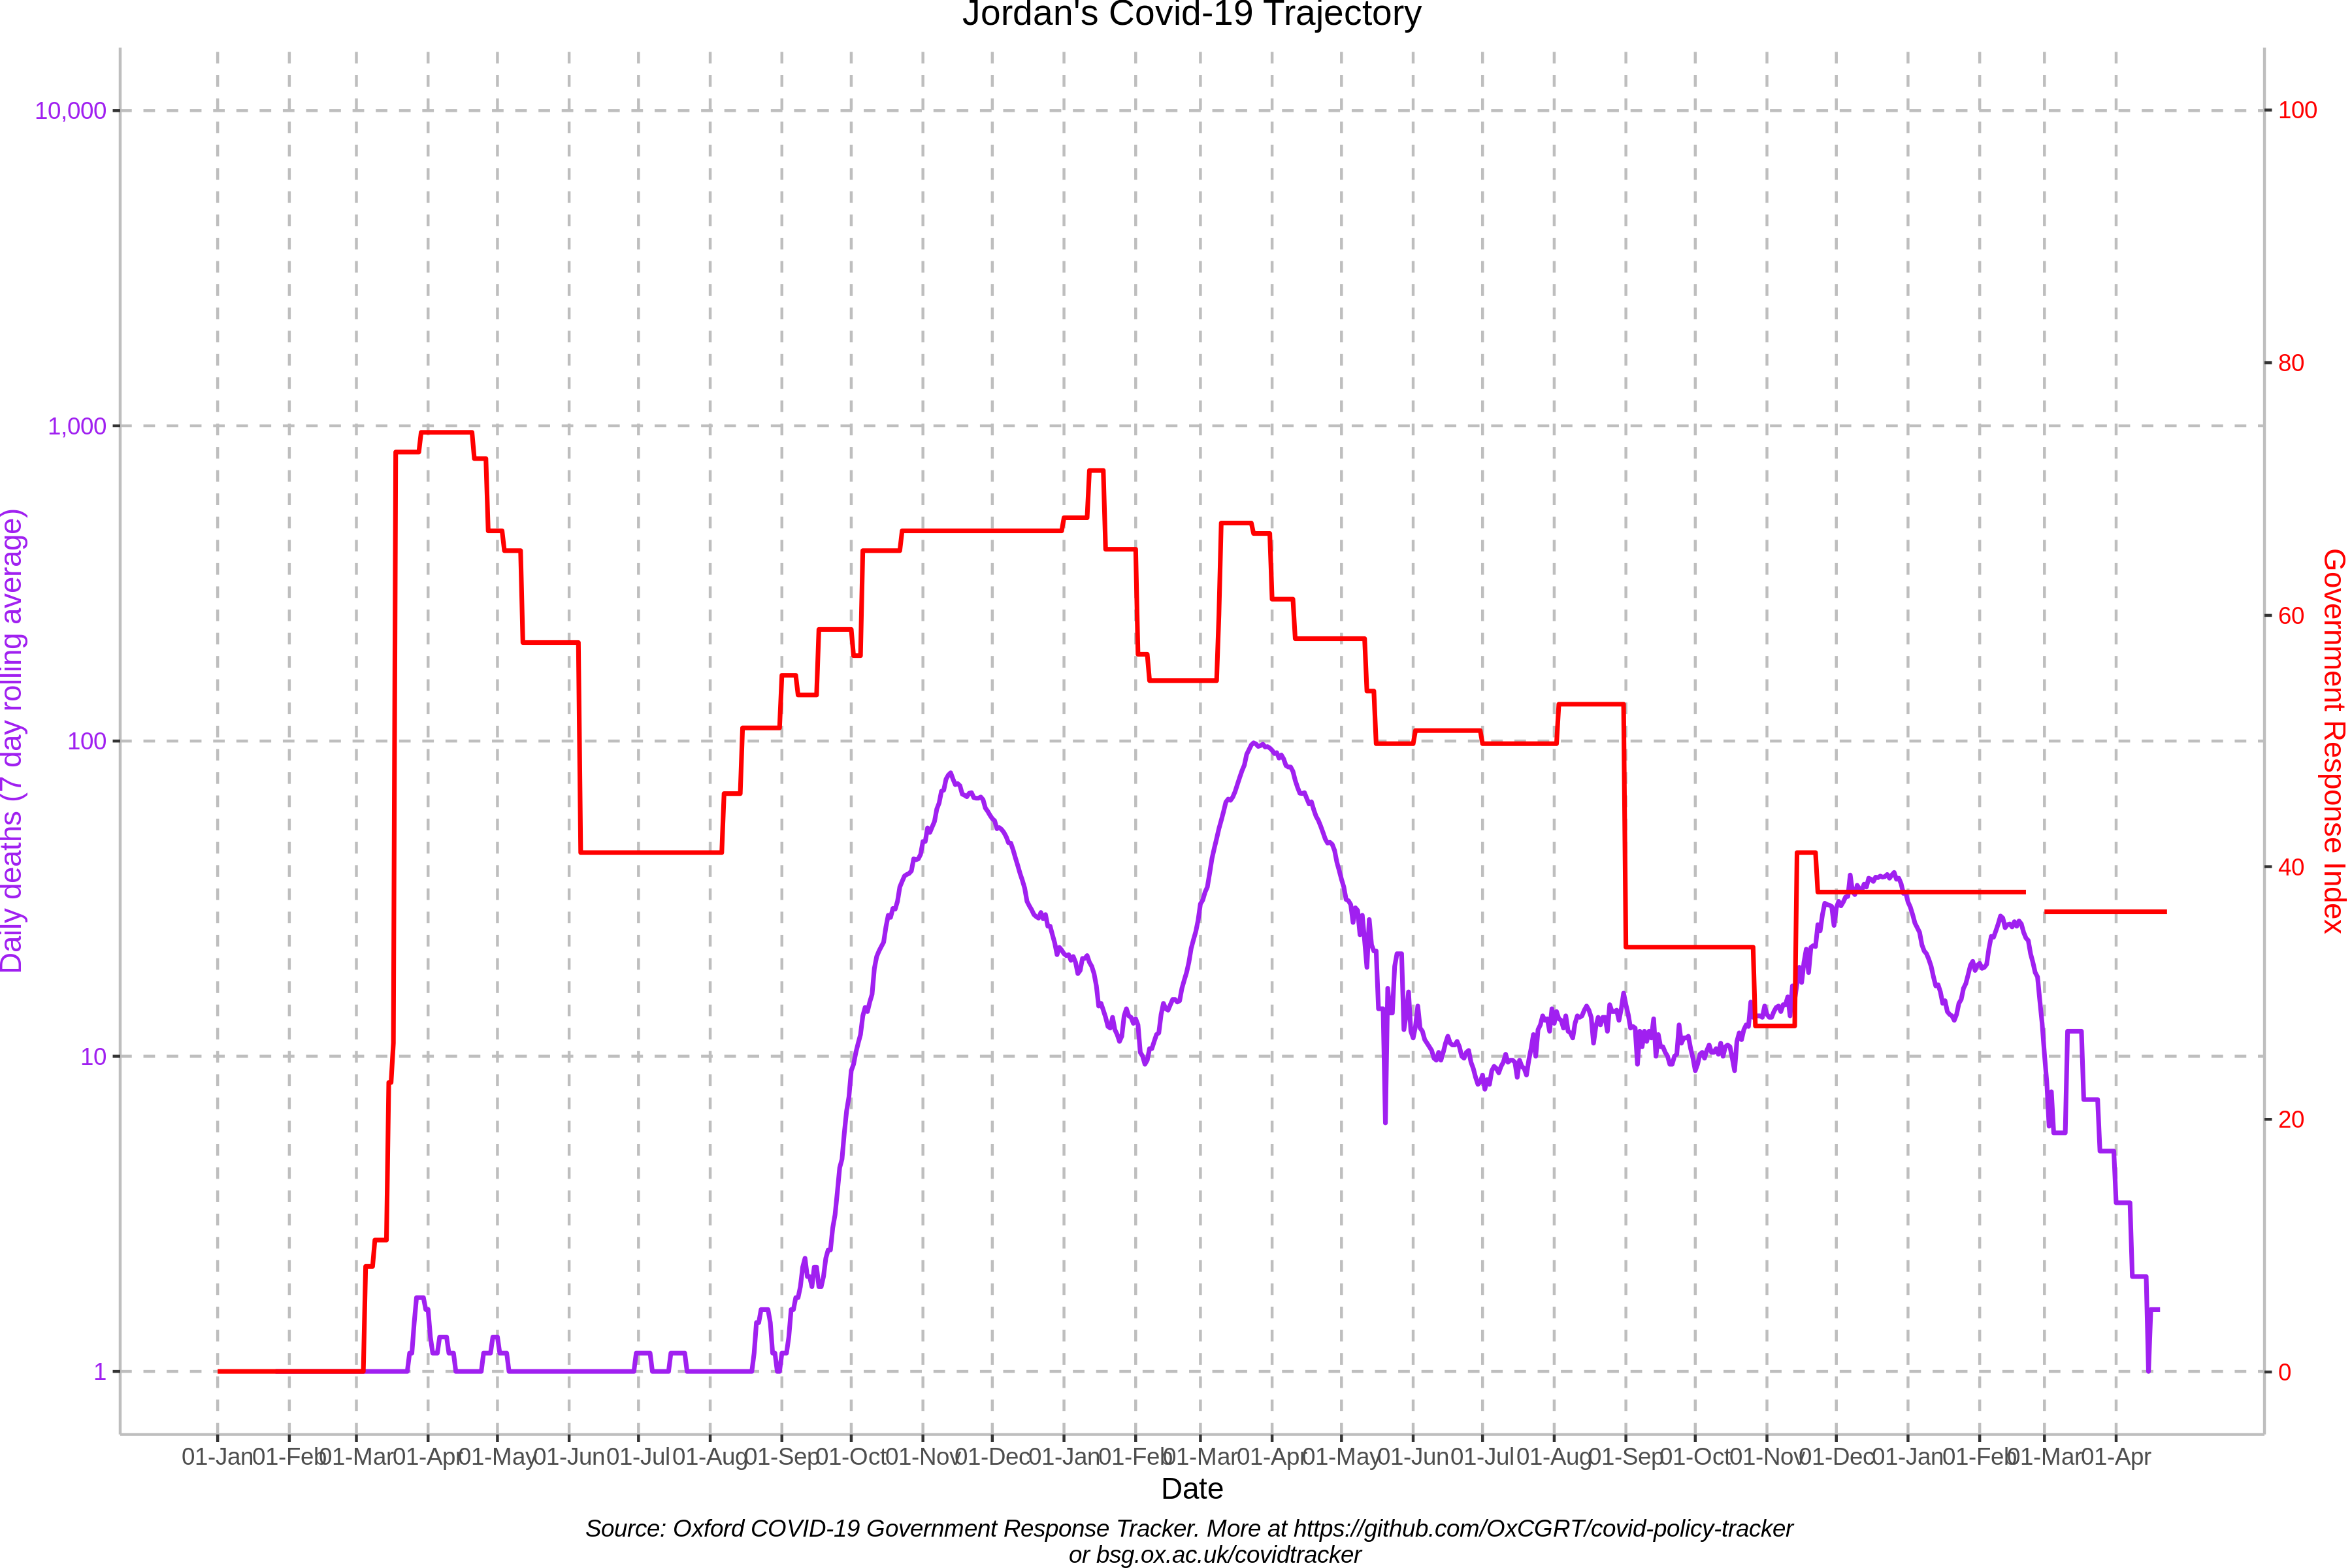 Jordan's Covid-19 Trajectory
Daily deaths (7 day rolling average)
10,000
1,000
100
10
1
100
80
60
40
20
0
Government Response Index
01-Jan 01-Feb 01-Mar 01-Apr 01-May 01-Jun 01-Jul 01-Aug 01-Sep 01-Oct 01-Nov 01-Dec 01-Jan 01-Feb 01-Mar 01-Apr 01-May 01-Jun 01-Jul 01-Aug 01-Sep 01-Oct 01-Nov 01-Dec 01-Jan 01-Feb 01-Mar 01-Apr
Date
Source: Oxford COVID-19 Government Response Tracker. More at https://github.com/OxCGRT/covid-policy-tracker
or bsg.ox.ac.uk/covidtracker